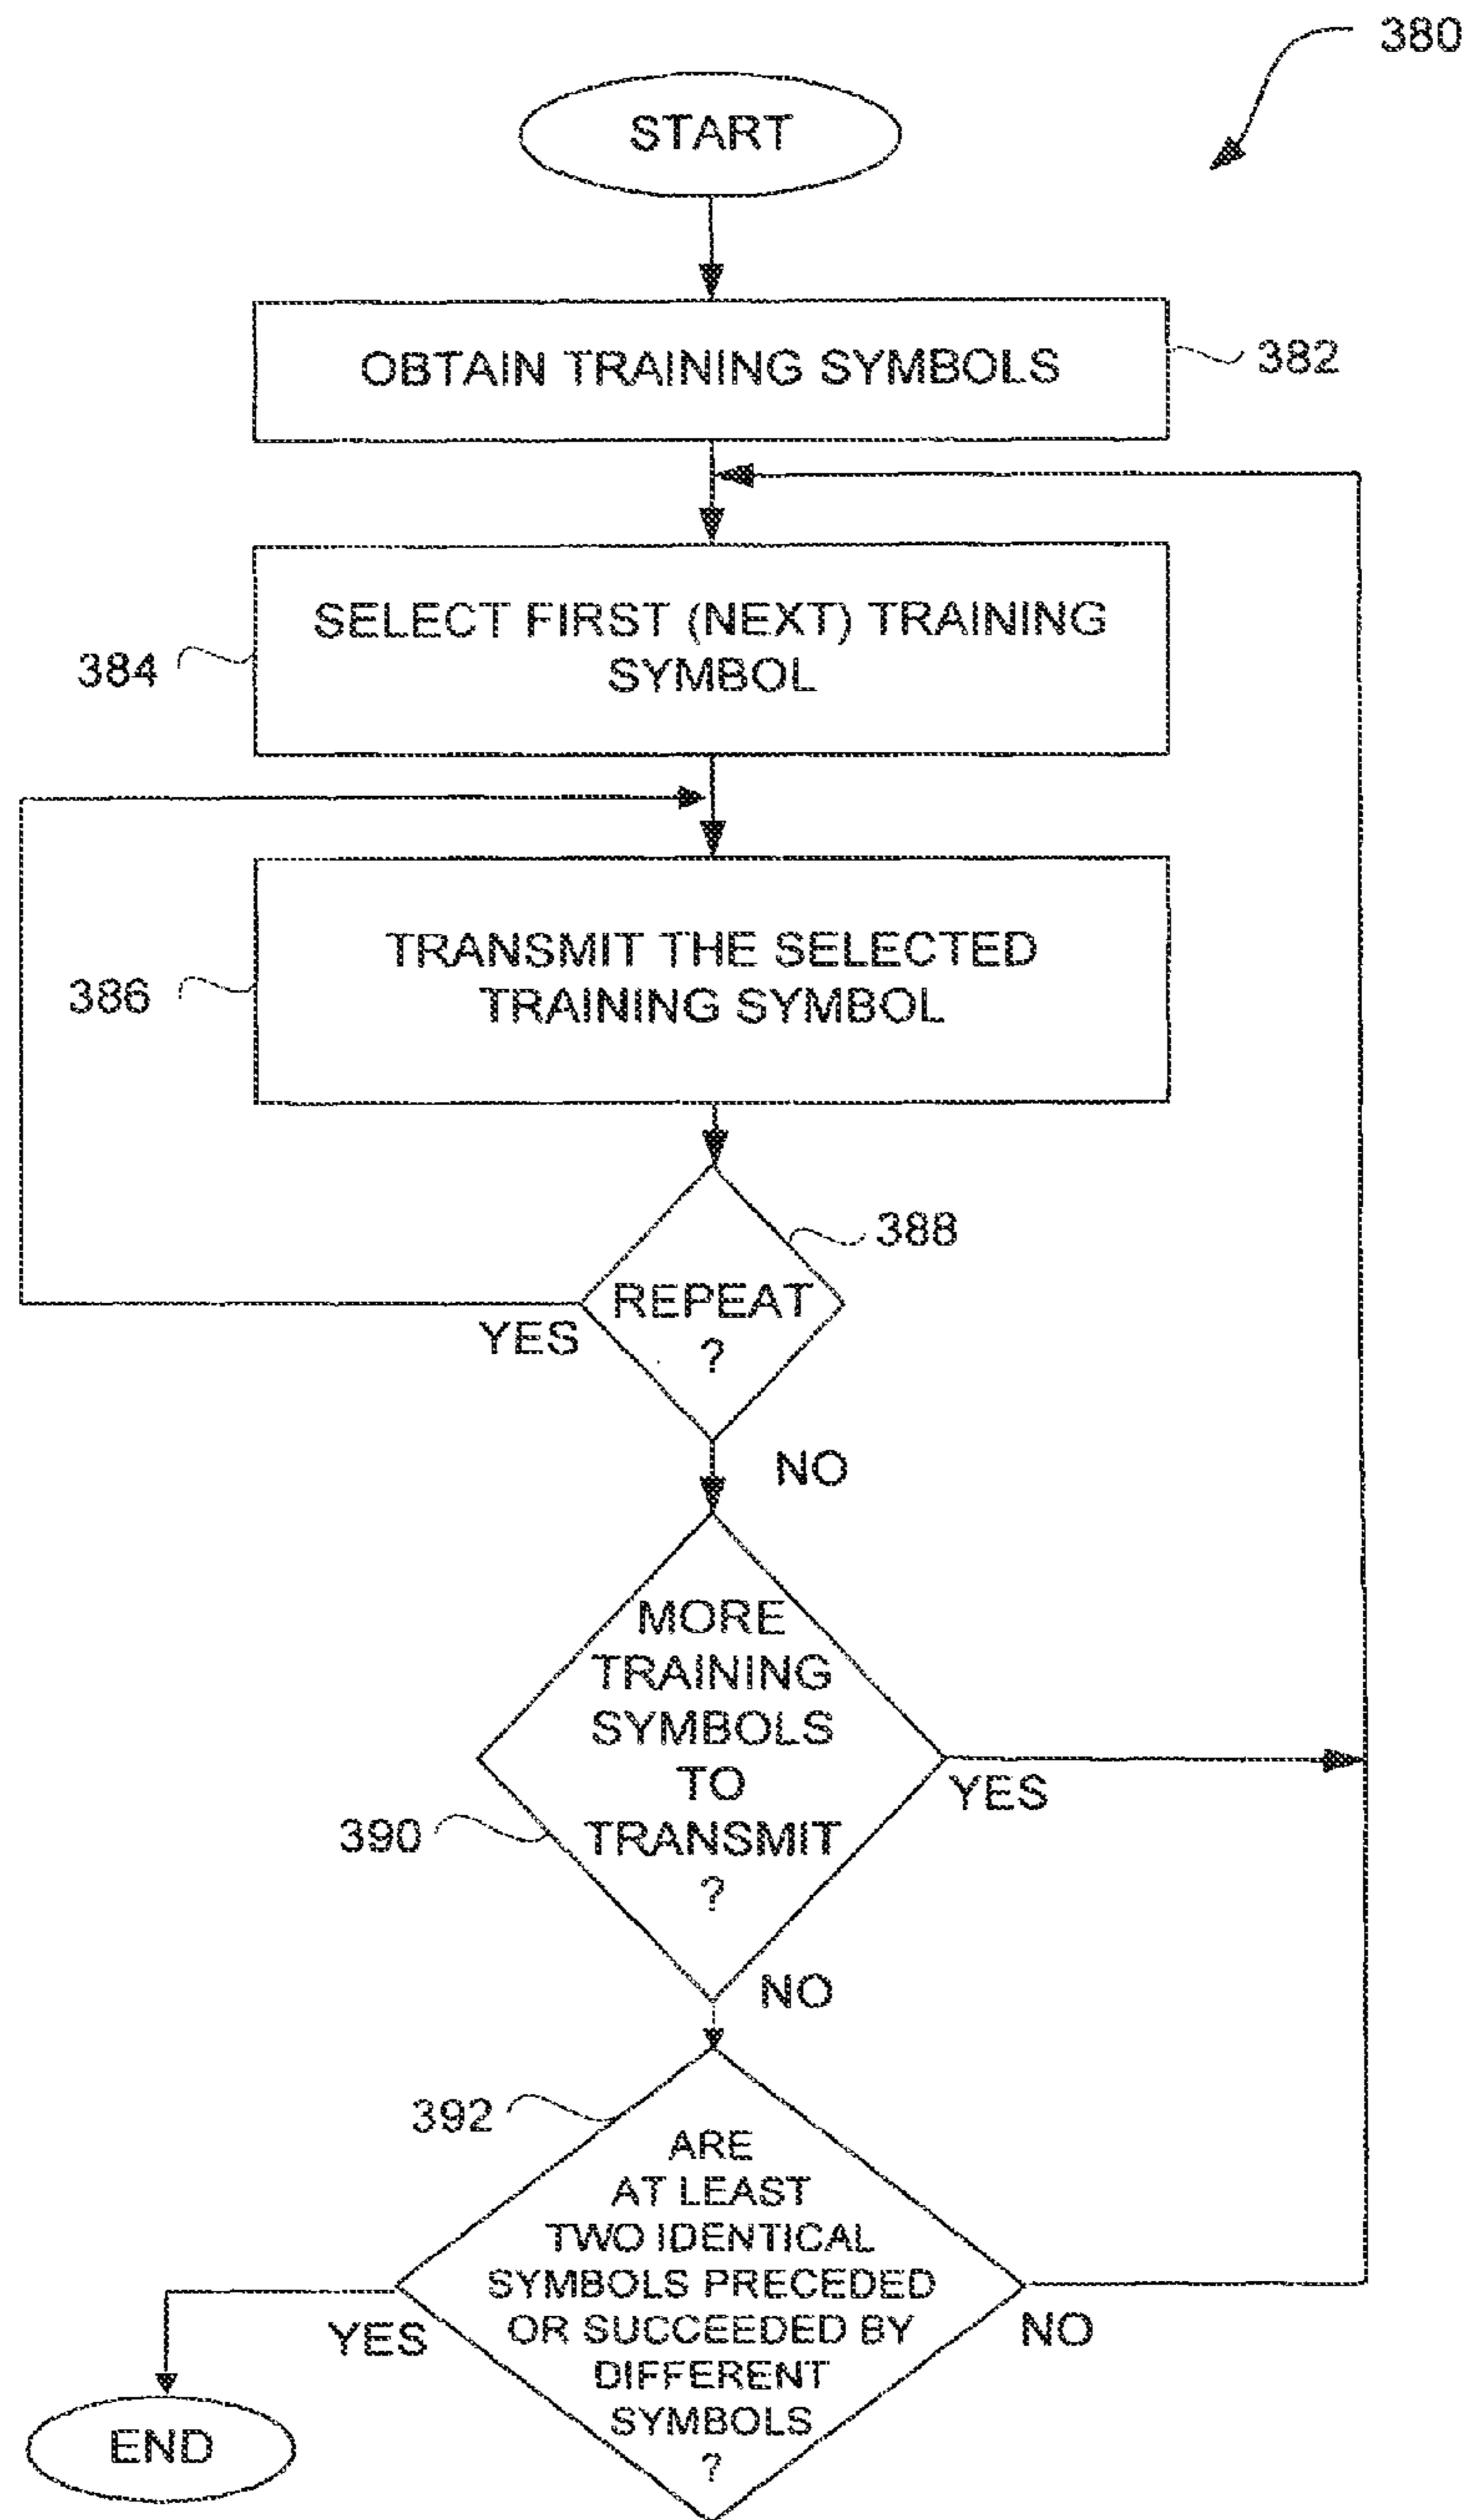 380
START
OBTAIN TRAINING SYMBOLS
382
SELECT FIRST (NEXT) TRAINING
SYMBOL
384
TRANSMIT THE SELECTED
TRAINING SYMBOL
386
388
REPEAT
?
YES
NO
MORE
TRAINING
SYMBOLS
TO
TRANSMIT
?
YES
390
NO
392
ARE
AT LEAST
TWO IDENTICAL
SYMBOLS PRECEDED
OR SUCCEEDED BY
DIFFERENT
SYMBOLS
?
YES
NO
END